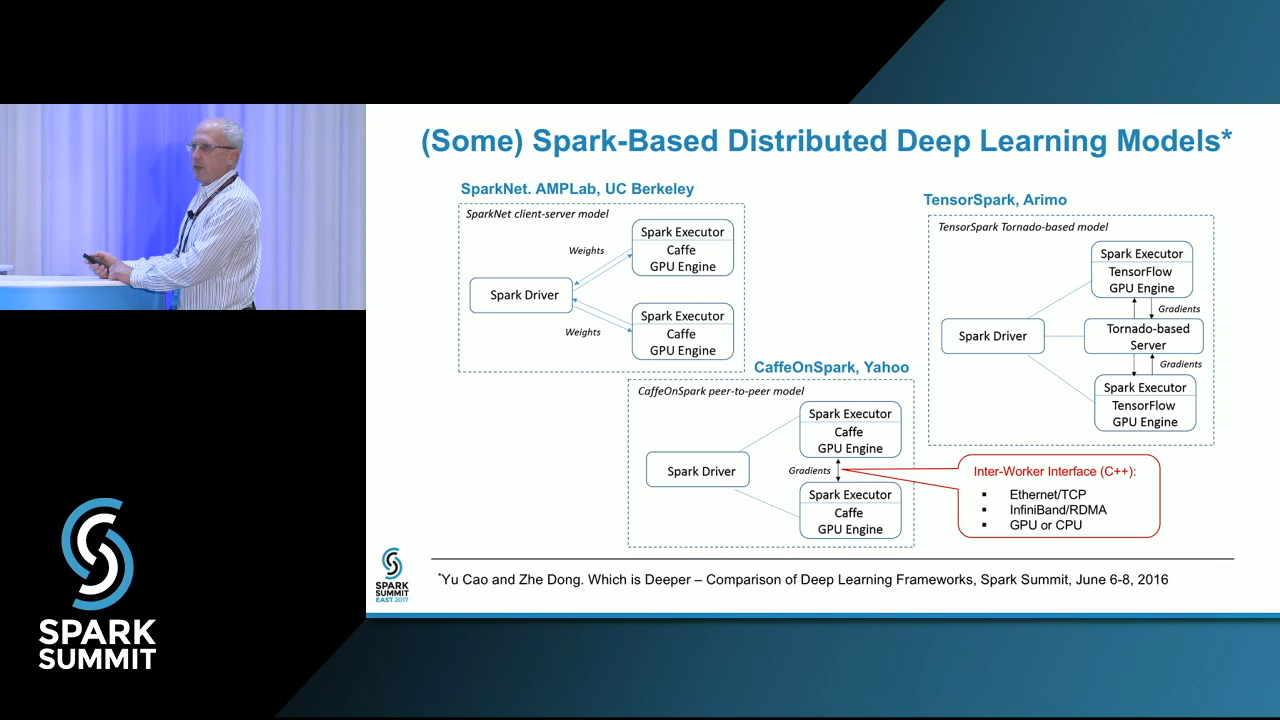 (Some) Spark-Based Distributed Deep Learning Models*
SparkNet. AMPLab, UC Berkeley
SparkNet client-server model
Spark Driver
Weights
Weights
Spark Executor
Caffe
GPU Engine
Spark Executor
Caffe
GPU Engine
TensorSpark, Arimo
TensorSpark Tornado-based model
Spark Driver
Spark Executor
TensorFlow
GPU Engine
Gradients
Tornado-based
Server
Gradients
Spark Executor
TensorFlow
GPU Engine
CaffeOnSpark, Yahoo
CaffeOnSpark peer-to-peer model
Spark Driver
Spark Executor
Caffe
GPU Engine
Gradients
Spark Executor
Caffe
GPU Engine
Inter-Worker Interface (C++):
▪ Ethernet/TCP
▪ InfiniBand/RDMA
▪ GPU or CPU
SPARK
SUMMIT
EAST 2017
*Yu Cao and Zhe Dong. Which is Deeper – Comparison of Deep Learning Frameworks, Spark Summit, June 6-8, 2016
SPARK
SUMMIT